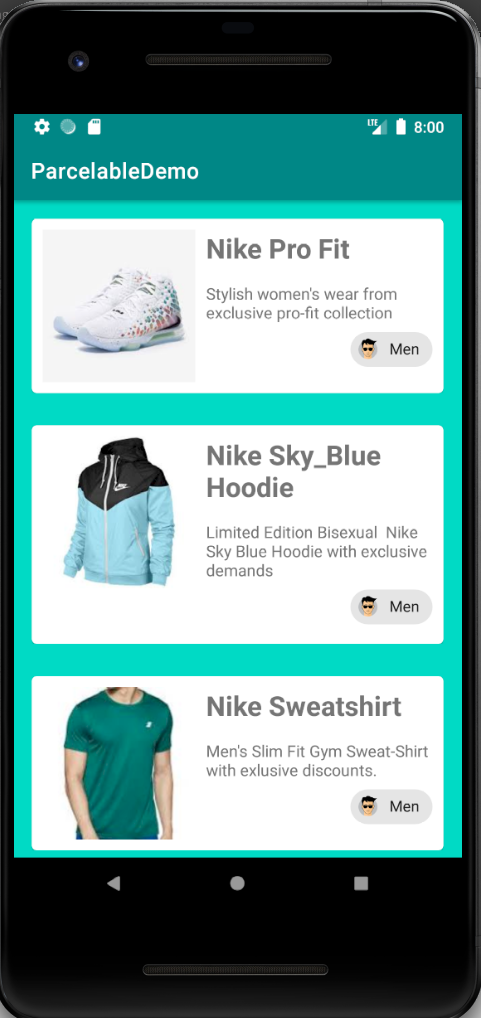 LTE 8:00
ParcelableDemo
Nike Pro Fit
Stylish women's wear from
exclusive pro-fit collection
Men
Nike Sky_Blue
Hoodie
Limited Edition Bisexual  Nike
Sky Blue Hoodie with exclusive
demands
Men
Nike Sweatshirt
Men's Slim Fit Gym Sweat-Shirt
with exlusive discounts.
Men